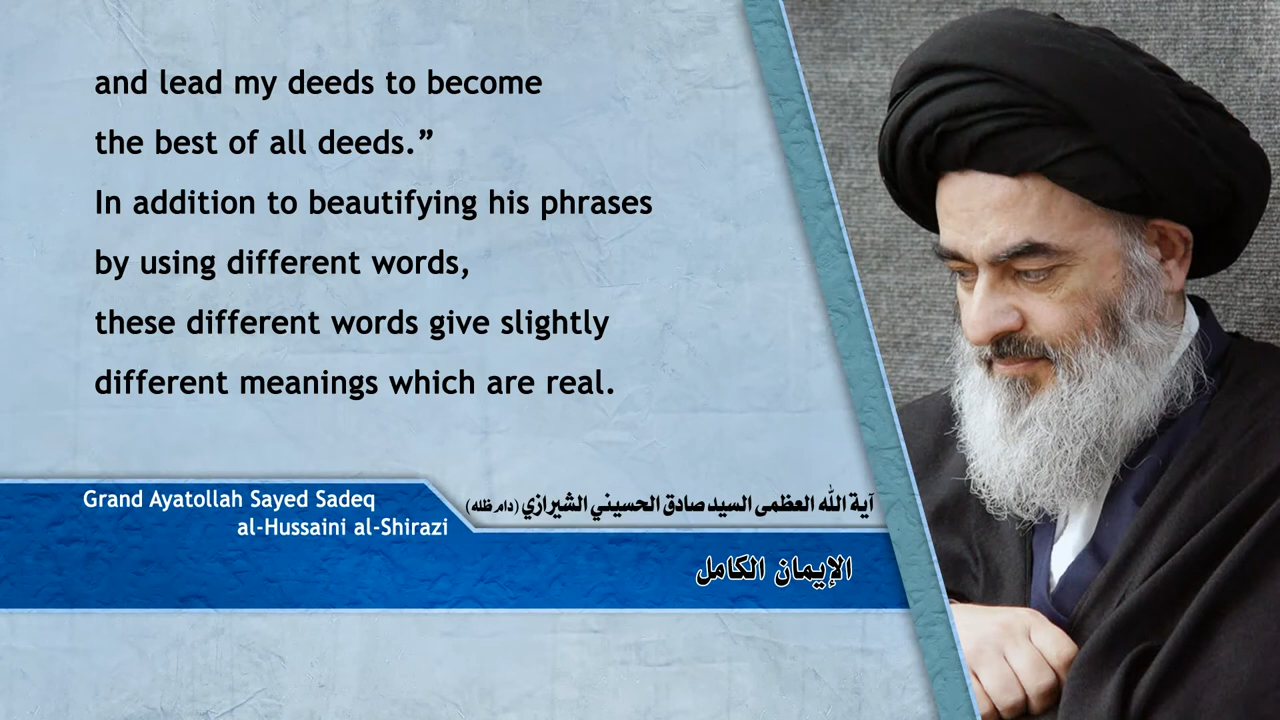 and lead my deeds to become
the best of all deeds.”
In addition to beautifying his phrases
by using different words,
these different words give slightly
different meanings which are real.
Grand Ayatollah Sayed Sadeq
al-Hussaini al-Shirazi
آية الله العظمى السيد صادق الحسيني الشيرازي (دام ظله)
الإيمان الكامل